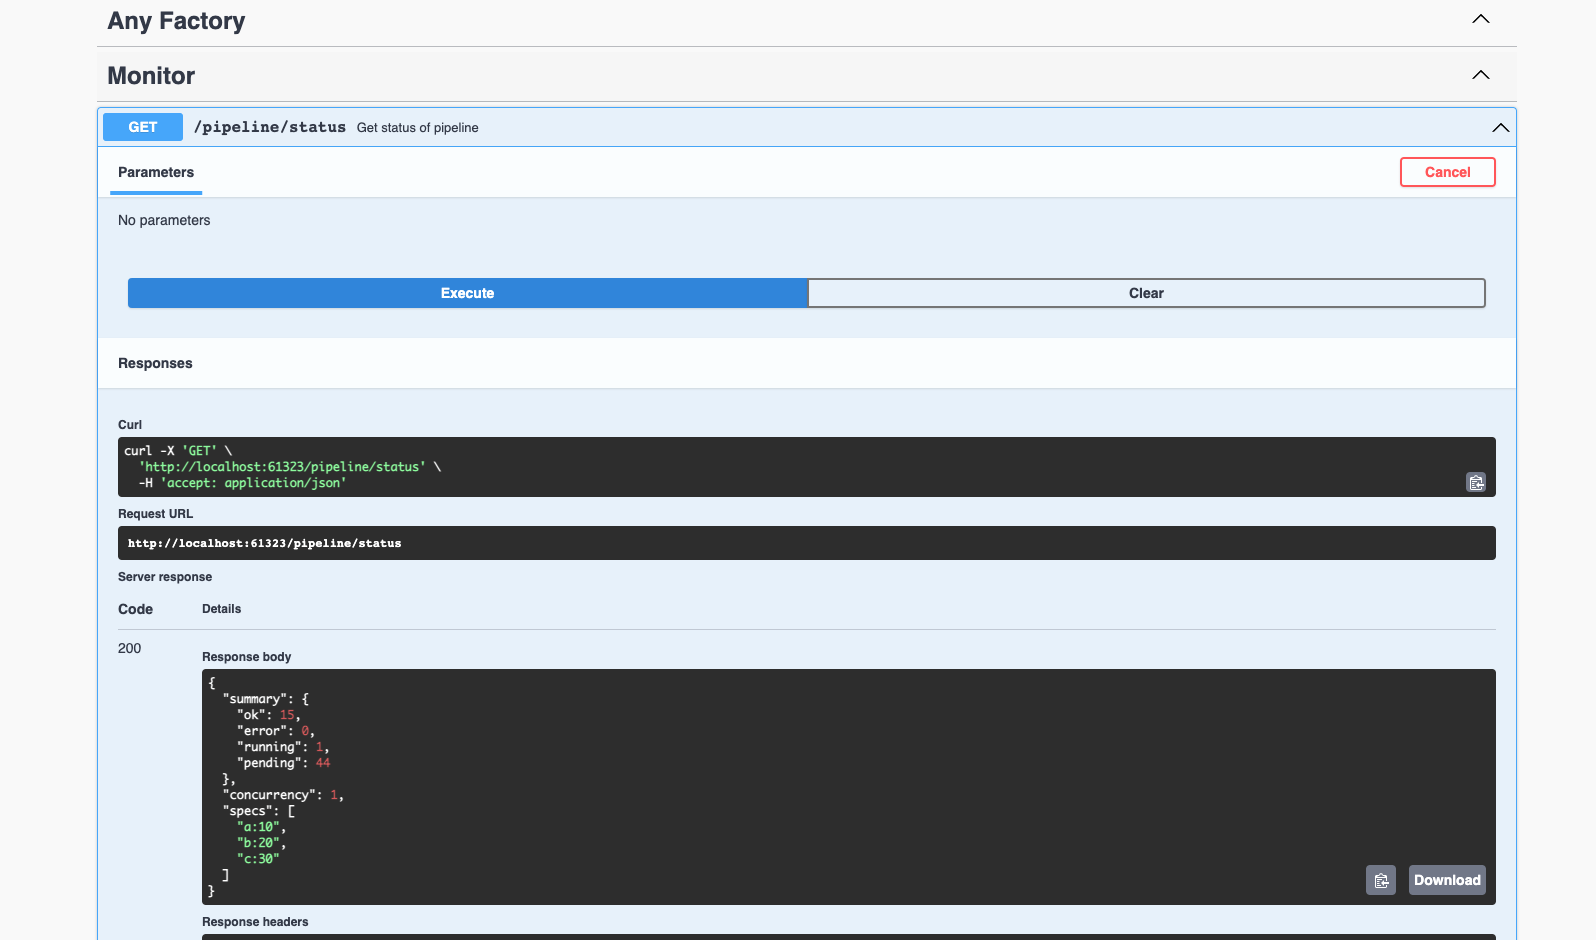 Any Factory
Monitor
GET /pipeline/status Get status of pipeline
Parameters
Cancel
No parameters
Execute
Clear
Responses
Curl
curl -X 'GET' \
  'http://localhost:61323/pipeline/status' \
  -H 'accept: application/json'
Request URL
http://localhost:61323/pipeline/status
Server response
Code Details
200
Response body
{
  "summary": {
    "ok": 15,
    "error": 0,
    "running": 1,
    "pending": 44
  },
  "concurrency": 1,
  "specs": [
    "a:10",
    "b:20",
    "c:30"
  ]
}
Download
Response headers